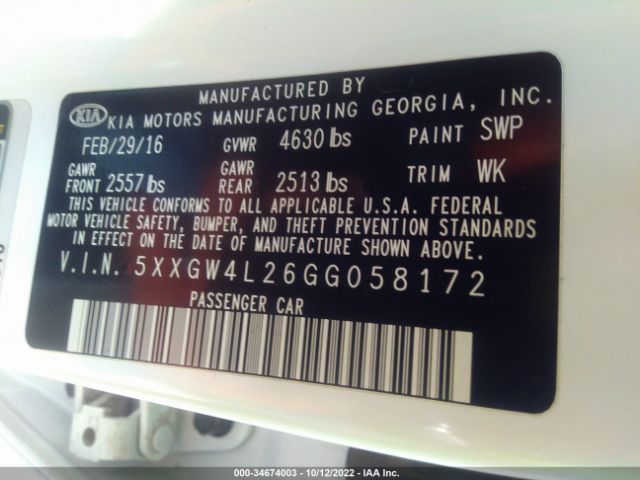 MANUFACTURED BY
KIA KIA MOTORS MANUFACTURING GEORGIA, INC.
FEB/29/16 GVWR 4630 lbs PAINT SWP
GAWR FRONT 2557 lbs GAWR REAR 2513 lbs TRIM WK
THIS VEHICLE CONFORMS TO ALL APPLICABLE U.S.A. FEDERAL
MOTOR VEHICLE SAFETY, BUMPER, AND THEFT PREVENTION STANDARDS
IN EFFECT ON THE DATE OF MANUFACTURE SHOWN ABOVE.
V.I.N. 5XXGW4L26GG058172
PASSENGER CAR
000-34674003 - 10/12/2022 - IAA Inc.